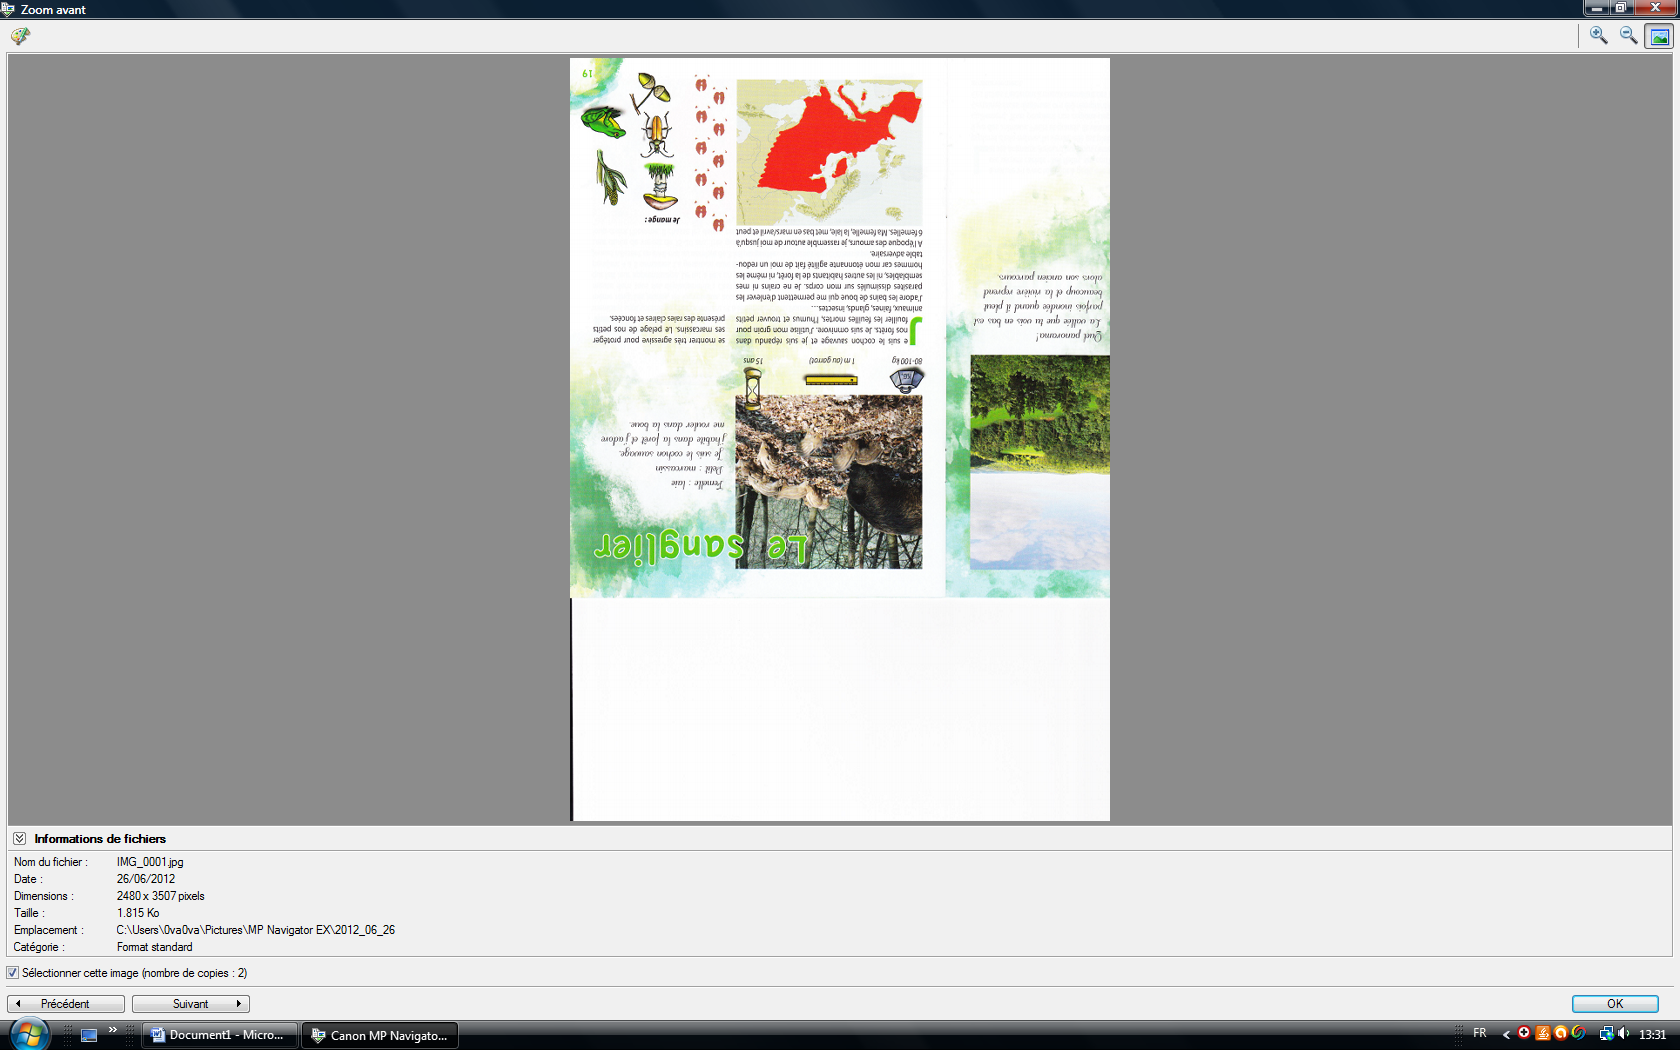 Zoom avant
Le sanglier
Femelle : laie
Petit : marcassin
Je suis le cochon sauvage,
j'habite dans la forêt et j'adore
me rouler dans la boue.
80-100 kg
1 m (au garrot)
15 ans
Je suis le cochon sauvage et je suis répandu dans
nos forêts. Je suis omnivore. J'utilise mon groin pour
fouiller les feuilles mortes, l'humus et trouver petits
animaux, faines, glands, insectes…
J'adore les bains de boue qui me permettent d'enlever les
parasites dissimulés sur mon corps. Je ne crains ni mes
semblables, ni les autres habitants de la forêt, ni même les
hommes car mon étonnante agilité fait de moi un redou-
table adversaire.
A l'époque des amours, je rassemble autour de moi jusqu'à
6 femelles. Ma femelle, la laie, met bas en mars/avril et peut
se montrer très agressive pour protéger
ses marcassins. Le pelage de nos petits
présente des raies claires et foncées.
Je mange :
19
Quel panorama!
La vallée que tu vois en bas est
parfois inondée quand il pleut
beaucoup et la rivière reprend
alors son ancien parcours.
Informations de fichiers
Nom du fichier : IMG_0001.jpg
Date : 26/06/2012
Dimensions : 2480 x 3507 pixels
Taille : 1.815 Ko
Emplacement : C:\Users\0va0va\Pictures\MP Navigator EX\2012_06_26
Catégorie : Format standard
Sélectionner cette image (nombre de copies : 2)
Précédent
Suivant
OK
Document1 - Micro...
Canon MP Navigato...
FR
13:31